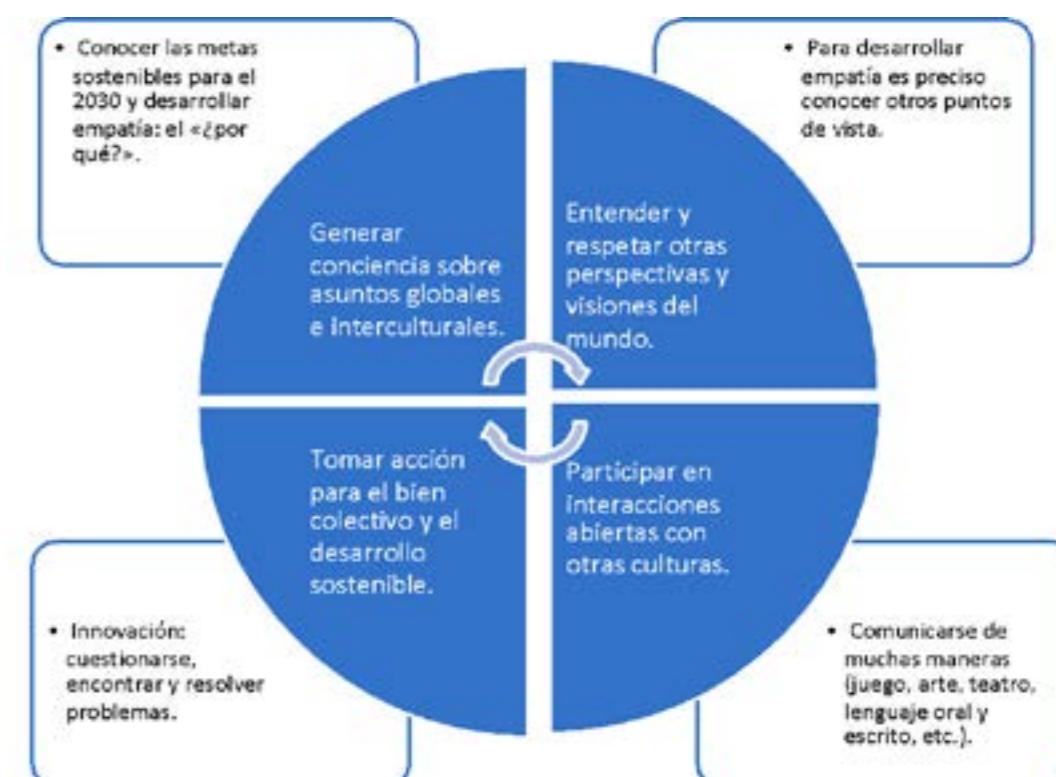 • Conocer las metas
sostenibles para el
2030 y desarrollar
empatía: el «¿por
qué?».
• Para desarrollar
empatía es preciso
conocer otros puntos
de vista.
Generar
conciencia sobre
asuntos globales
e interculturales.
Entender y
respetar otras
perspectivas y
visiones del
mundo.
Tomar acción
para el bien
colectivo y el
desarrollo
sostenible.
Participar en
interacciones
abiertas con
otras culturas.
• Innovación:
cuestionarse,
encontrar y resolver
problemas.
• Comunicarse de
muchas maneras
(juego, arte, teatro,
lenguaje oral y
escrito, etc.).